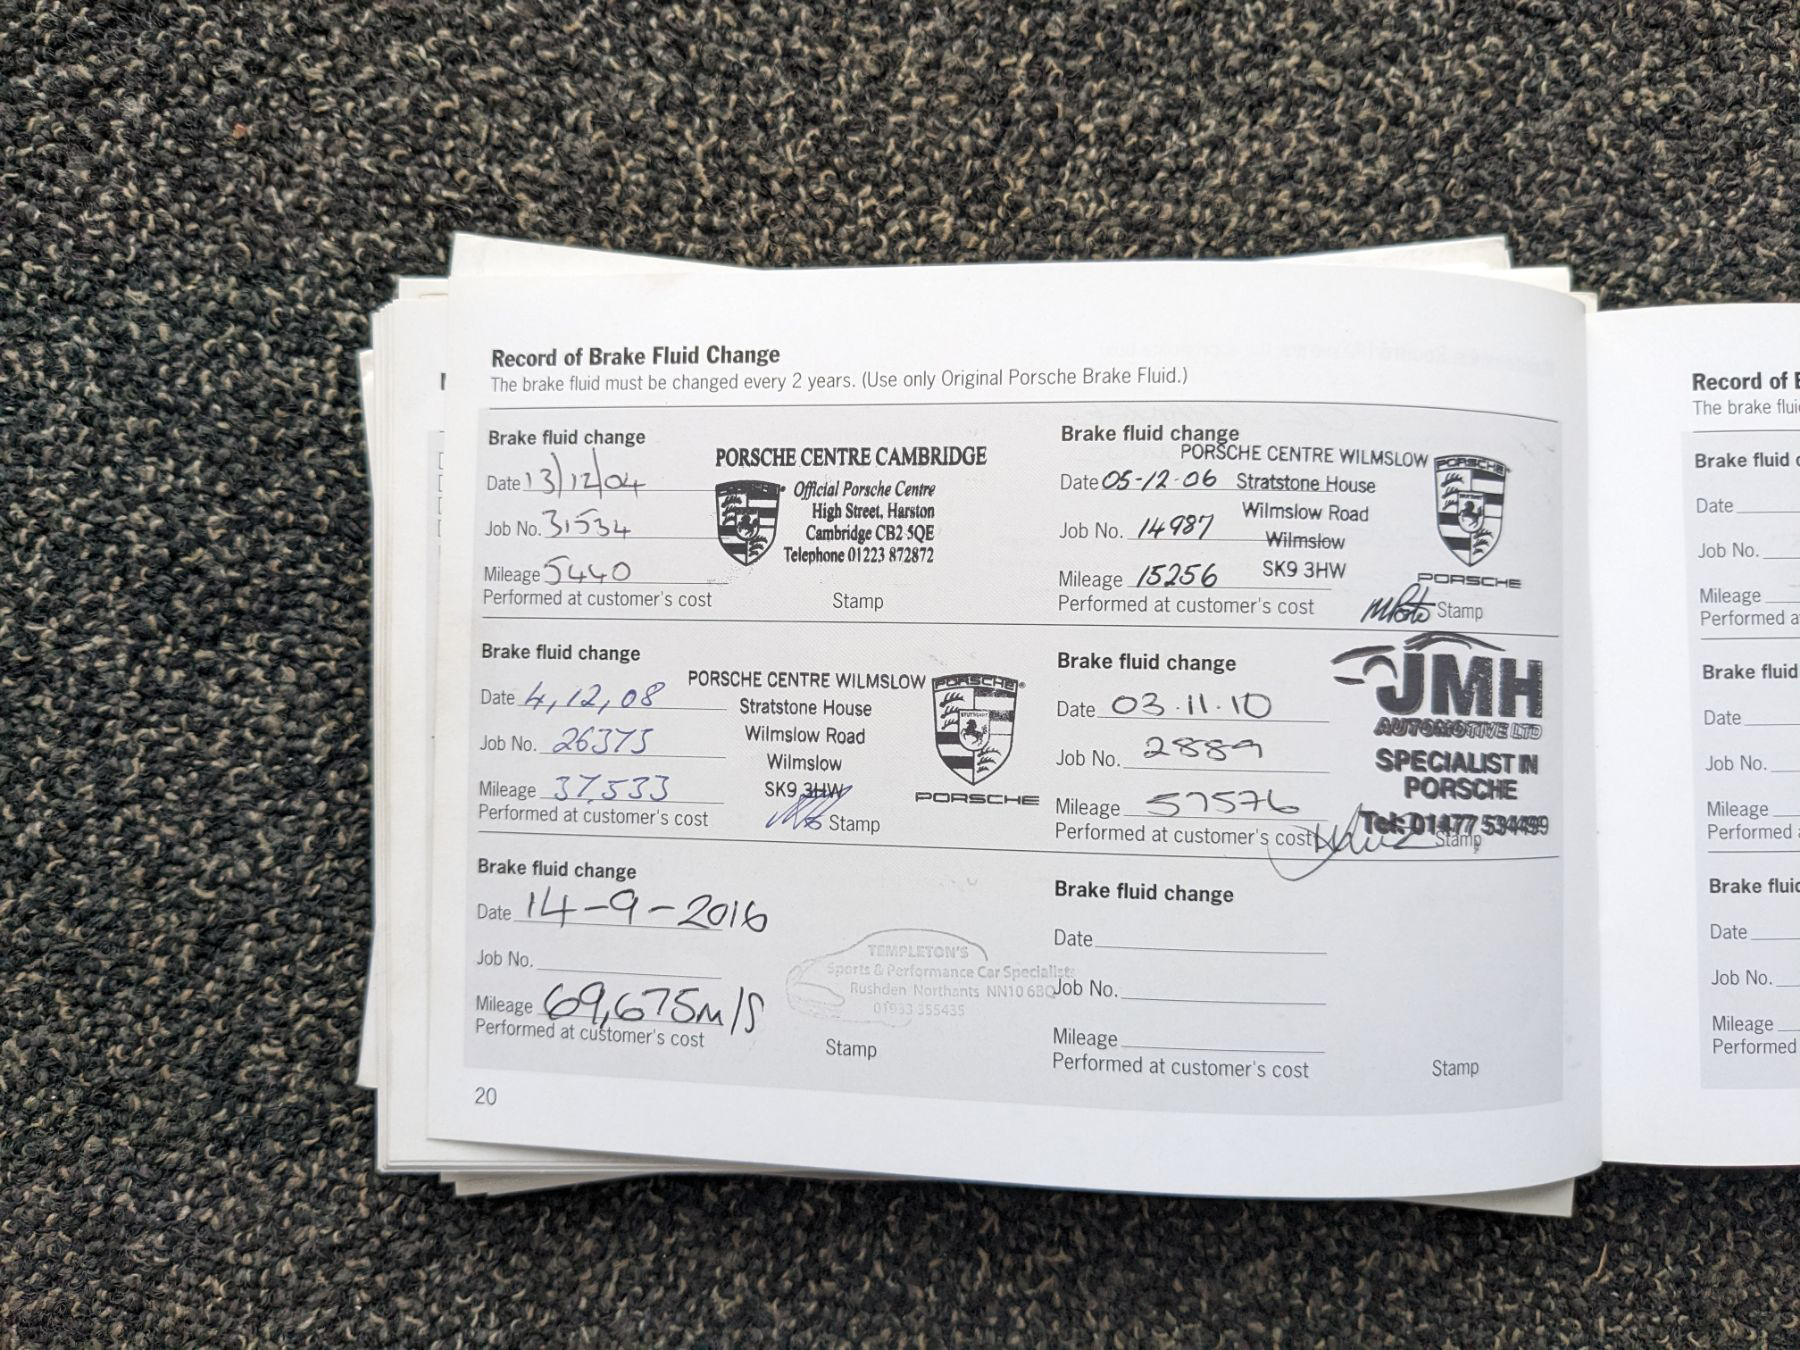 Record of Brake Fluid Change
The brake fluid must be changed every 2 years. (Use only Original Porsche Brake Fluid.)
Brake fluid change
Date 13/12/04
Job No. 31534
Mileage 5440
Performed at customer's cost
PORSCHE CENTRE CAMBRIDGE
Official Porsche Centre
High Street, Harston
Cambridge CB2 5QE
Telephone 01223 872872
Stamp
Brake fluid change
Date 05-12-06
Job No. 14987
Mileage 15256
Performed at customer's cost
PORSCHE CENTRE WILMSLOW
Stratstone House
Wilmslow Road
Wilmslow
SK9 3HW
PORSCHE
PORSCHE
Stamp
Brake fluid change
Date 4,12,08
Job No. 26375
Mileage 37,533
Performed at customer's cost
PORSCHE CENTRE WILMSLOW
Stratstone House
Wilmslow Road
Wilmslow
SK9 3HW
PORSCHE
STUTTGART
PORSCHE
Stamp
Brake fluid change
Date 03.11.10
Job No. 2889
Mileage 57576
Performed at customer's cost
JMH
AUTOMOTIVE LTD
SPECIALIST IN
PORSCHE
Tel: 01477 534499
Stamp
Brake fluid change
Date 14-9-2016
Job No.
Mileage 69,675m/s
Performed at customer's cost
TEMPLETON'S
Sports & Performance Car Specialists
Rushden Northants NN10 6BQ
01933 355435
Stamp
Brake fluid change
Date
Job No.
Mileage
Performed at customer's cost
Stamp
20
Record of
The brake
Brake fluid
Date
Job No.
Mileage
Performed
Brake fluid
Date
Job No.
Mileage
Performed
Brake
Date
Job No.
Mileage
Performed